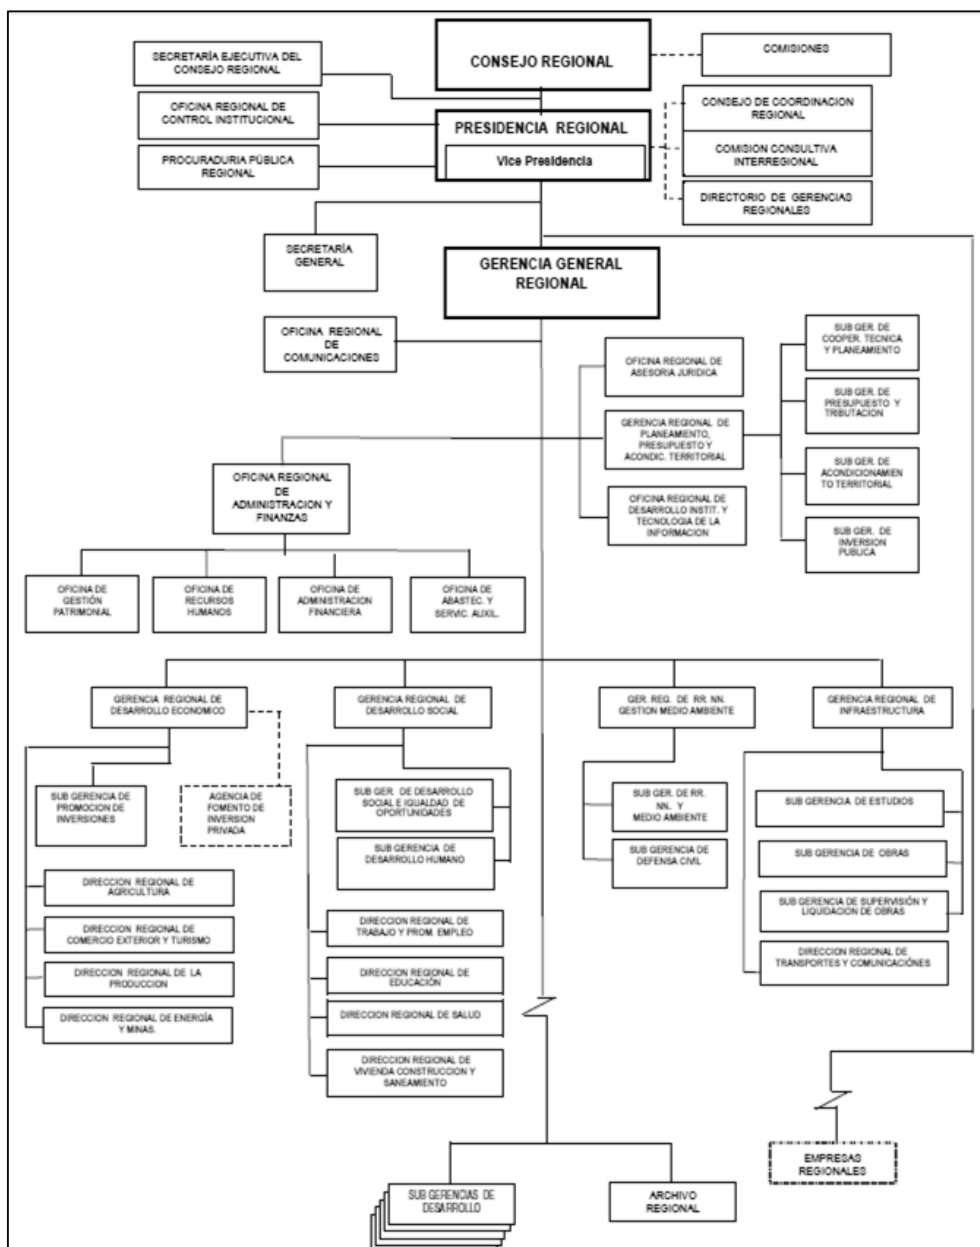 CONSEJO REGIONAL
COMISIONES
SECRETARÍA EJECUTIVA DEL
CONSEJO REGIONAL
OFICINA REGIONAL DE
CONTROL INSTITUCIONAL
PROCURADURIA PÚBLICA
REGIONAL
PRESIDENCIA REGIONAL
Vice Presidencia
CONSEJO DE COORDINACION
REGIONAL
COMISION CONSULTIVA
INTERREGIONAL
DIRECTORIO DE GERENCIAS
REGIONALES
SECRETARÍA
GENERAL
GERENCIA GENERAL
REGIONAL
OFICINA REGIONAL
DE
COMUNICACIONES
OFICINA REGIONAL DE
ASESORIA JURIDICA
GERENCIA REGIONAL DE
PLANEAMIENTO,
PRESUPUESTO Y
ACONDIC. TERRITORIAL
OFICINA REGIONAL DE
DESARROLLO INSTIT. Y
TECNOLOGIA DE LA
INFORMACION
SUB GER. DE
COOPER. TECNICA
Y PLANEAMIENTO
SUB GER. DE
PRESUPUESTO Y
TRIBUTACION
SUB GER. DE
ACONDICIONAMIEN
TO TERRITORIAL
SUB GER. DE
INVERSION
PUBLICA
OFICINA REGIONAL
DE
ADMINISTRACION Y
FINANZAS
OFICINA DE
GESTIÓN
PATRIMONIAL
OFICINA DE
RECURSOS
HUMANOS
OFICINA DE
ADMINISTRACION
FINANCIERA
OFICINA DE
ABASTEC. Y
SERVIC. AUXIL.
GERENCIA REGIONAL DE
DESARROLLO ECONOMICO
SUB GERENCIA DE
PROMOCION DE
INVERSIONES
AGENCIA DE
FOMENTO DE
INVERSION
PRIVADA
DIRECCION REGIONAL DE
AGRICULTURA
DIRECCION REGIONAL DE
COMERCIO EXTERIOR Y TURISMO
DIRECCION REGIONAL DE LA
PRODUCCION
DIRECCION REGIONAL DE ENERGÍA
Y MINAS.
GERENCIA REGIONAL DE
DESARROLLO SOCIAL
SUB GER. DE DESARROLLO
SOCIAL E IGUALDAD DE
OPORTUNIDADES
SUB GERENCIA DE
DESARROLLO HUMANO
DIRECCION REGIONAL DE
TRABAJO Y PROM. EMPLEO
DIRECCION REGIONAL DE
EDUCACIÓN
DIRECCION REGIONAL DE SALUD
DIRECCION REGIONAL DE
VIVIENDA CONSTRUCCION Y
SANEAMIENTO
GER. REG. DE RR. NN.
GESTION MEDIO AMBIENTE
SUB GER. DE RR.
NN. Y
MEDIO AMBIENTE
SUB GERENCIA DE
DEFENSA CIVIL
GERENCIA REGIONAL DE
INFRAESTRUCTURA
SUB GERENCIA DE ESTUDIOS
SUB GERENCIA DE OBRAS
SUB GERENCIA DE SUPERVISIÓN Y
LIQUIDACION DE OBRAS
DIRECCION REGIONAL DE
TRANSPORTES Y COMUNICACIÓNES
SUB GERENCIAS DE
DESARROLLO
ARCHIVO
REGIONAL
EMPRESAS
REGIONALES